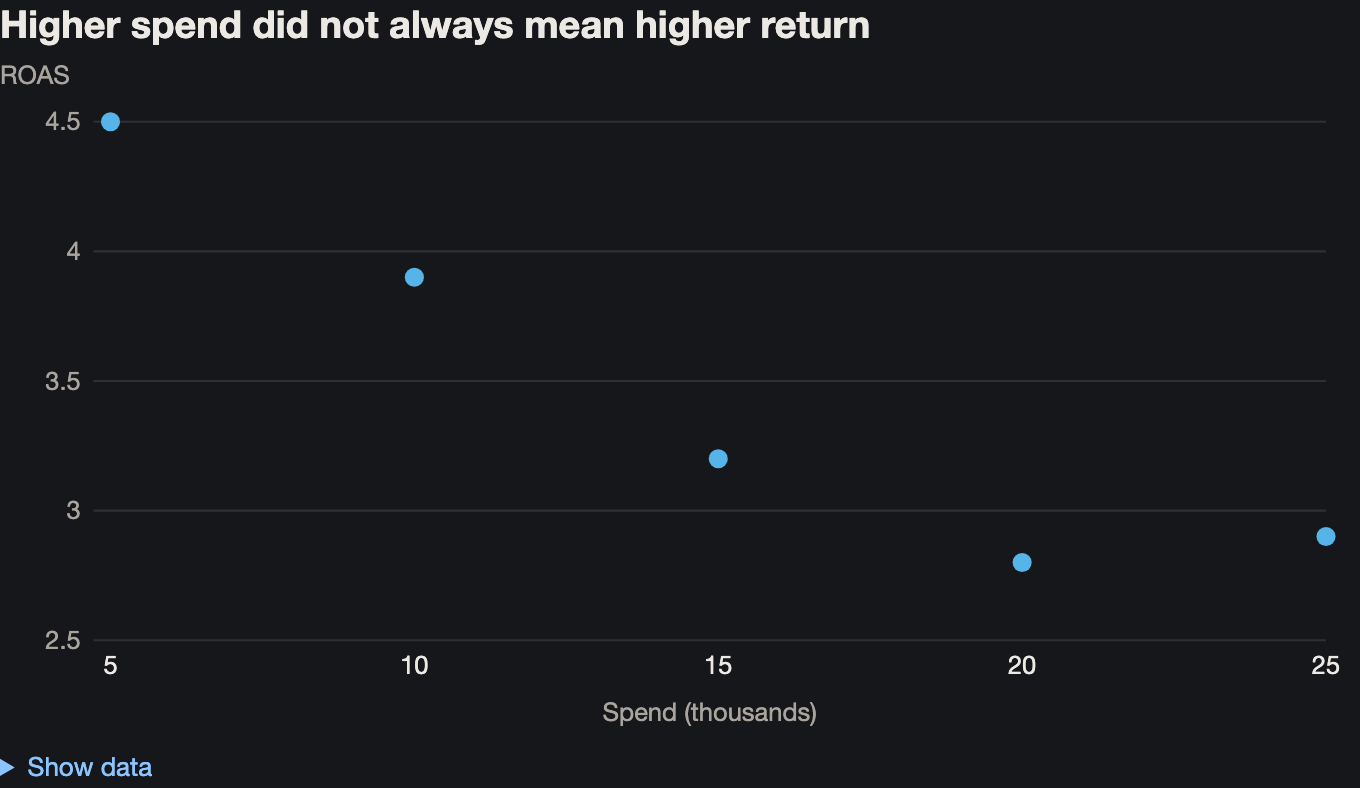 Higher spend did not always mean higher return
ROAS
4.5
4
3.5
3
2.5
5 10 15 20 25
Spend (thousands)
Show data